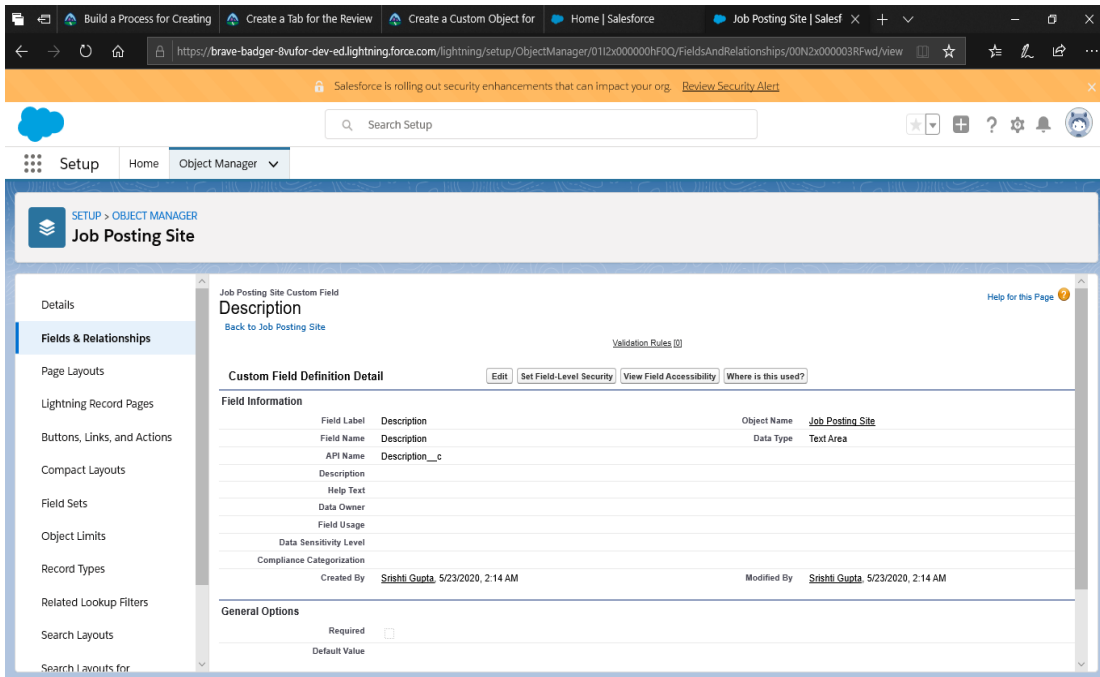 Build a Process for Creating
Create a Tab for the Review
Create a Custom Object for
Home | Salesforce
Job Posting Site | Salesf
https://brave-badger-8vufor-dev-ed.lightning.force.com/lightning/setup/ObjectManager/01I2x000000hF0Q/FieldsAndRelationships/00N2x000003RFwd/view
Salesforce is rolling out security enhancements that can impact your org. Review Security Alert
Search Setup
Setup
Home
Object Manager
SETUP > OBJECT MANAGER
Job Posting Site
Details
Fields & Relationships
Page Layouts
Lightning Record Pages
Buttons, Links, and Actions
Compact Layouts
Field Sets
Object Limits
Record Types
Related Lookup Filters
Search Layouts
Search Layouts for
Job Posting Site Custom Field
Description
Back to Job Posting Site
Help for this Page
Validation Rules [0]
Custom Field Definition Detail
Edit
Set Field-Level Security
View Field Accessibility
Where is this used?
Field Information
Field Label Description
Object Name Job Posting Site
Field Name Description
Data Type Text Area
API Name Description__c
Description
Help Text
Data Owner
Field Usage
Data Sensitivity Level
Compliance Categorization
Created By Srishti Gupta, 5/23/2020, 2:14 AM
Modified By Srishti Gupta, 5/23/2020, 2:14 AM
General Options
Required
Default Value